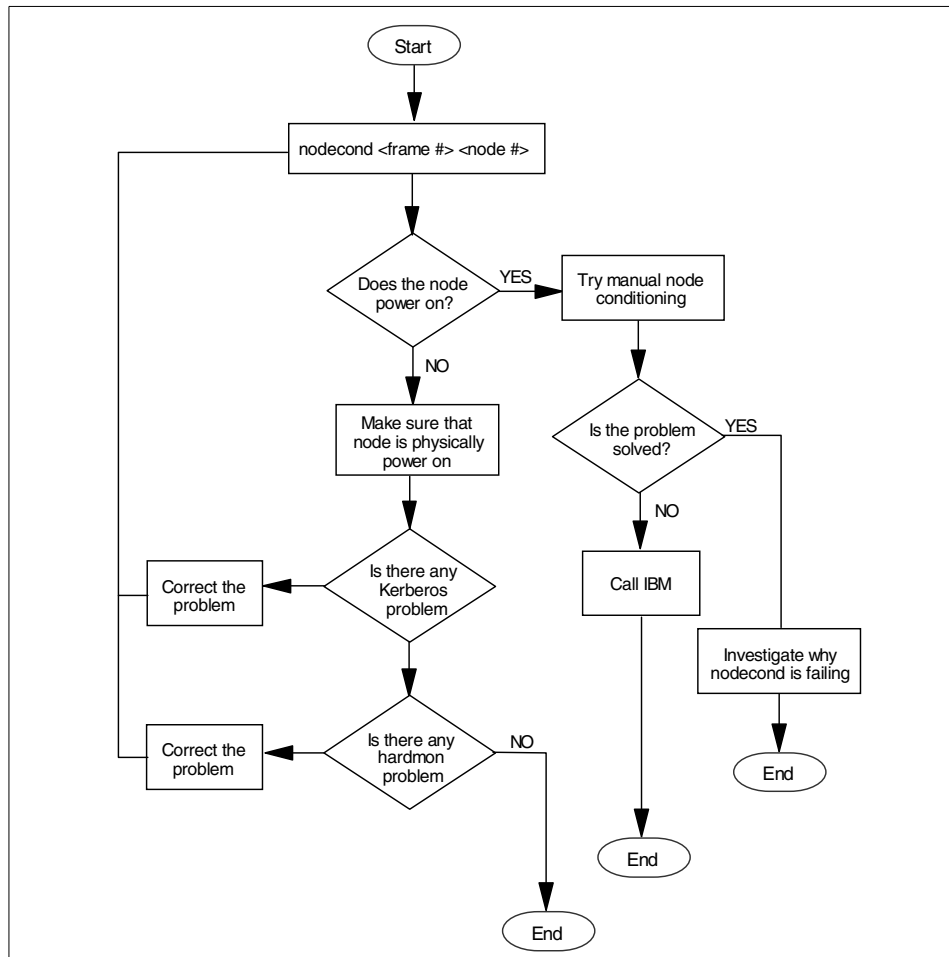 Start
nodecond <frame #> <node #>
Does the node
power on?
YES
Try manual node
conditioning
NO
Make sure that
node is physically
power on
Is the problem
solved?
YES
NO
Is there any
Kerberos
problem
Correct the
problem
Call IBM
Investigate why
nodecond is failing
Is there any
hardmon
problem
NO
Correct the
problem
End
End
End